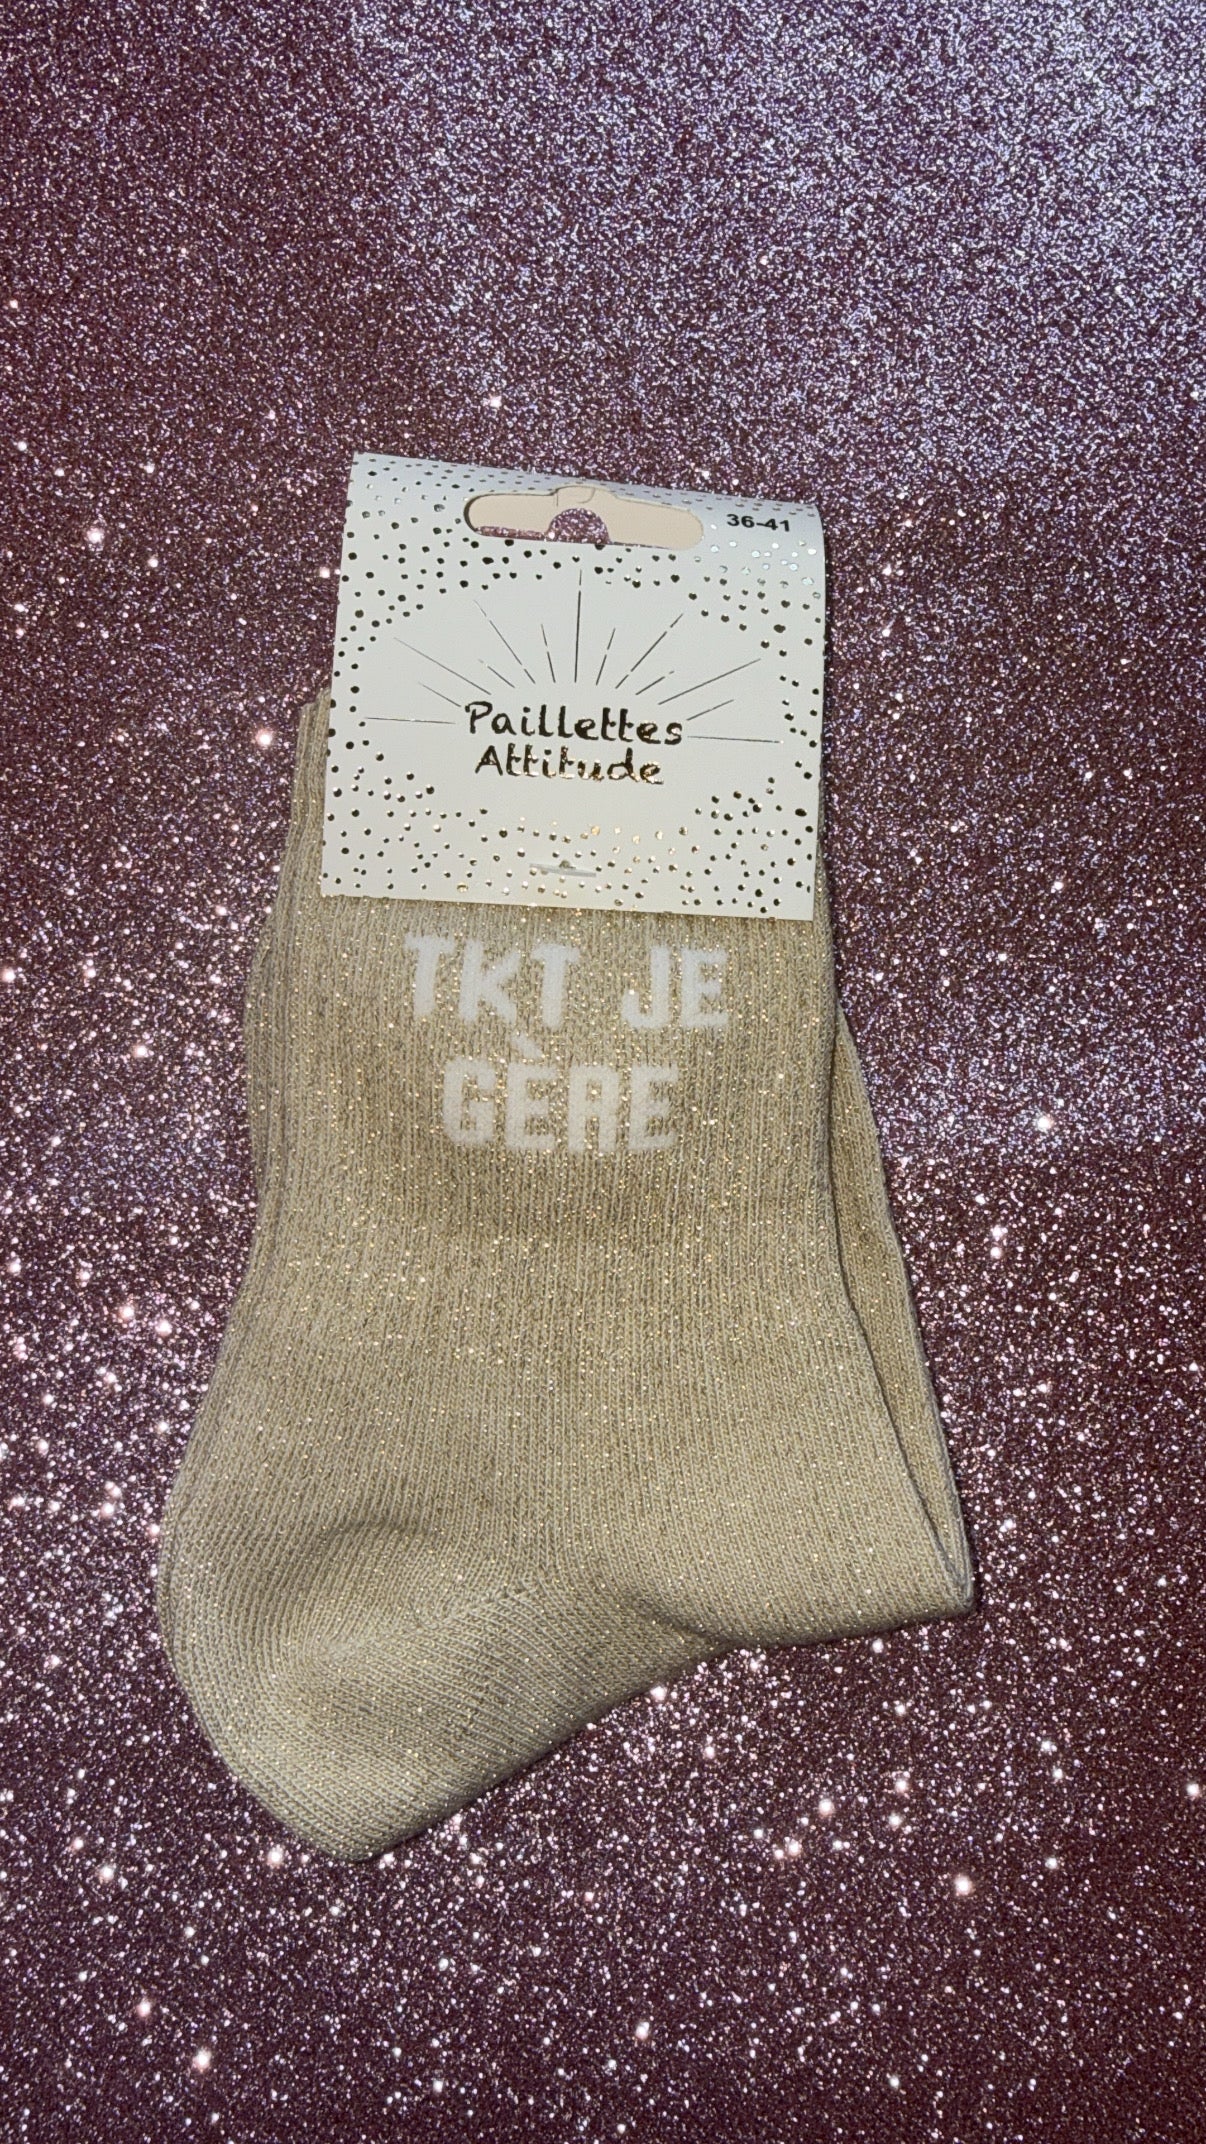 36-41
Paillettes
Attitude
TKT JE
GÈRE